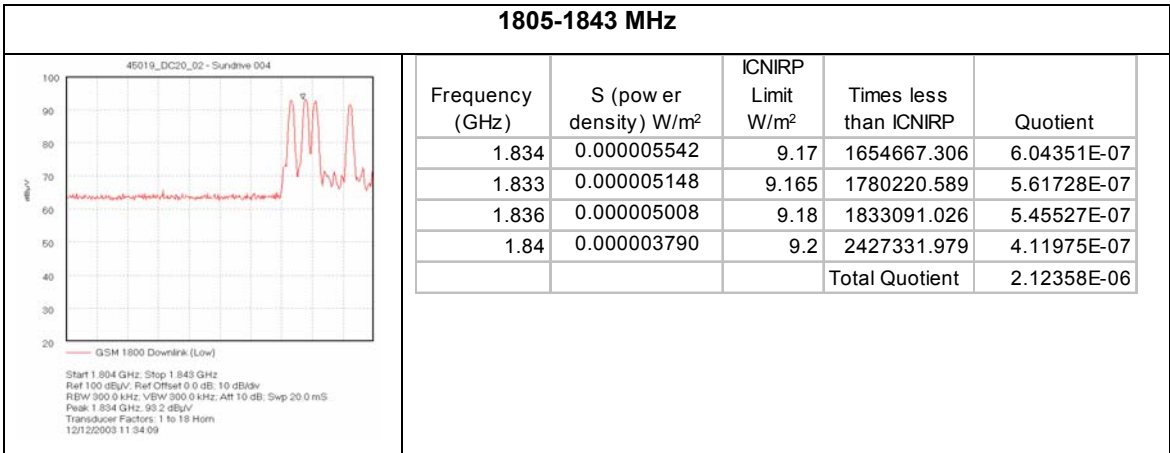 1805-1843 MHz
45019_DC20_02 - Sundrive 004
100
90
80
70
60
50
40
30
20
dBµV
GSM 1800 Downlink (Low)
Start 1.804 GHz; Stop 1.843 GHz
Ref 100 dBµV; Ref Offset 0.0 dB; 10 dB/div
RBW 300.0 kHz; VBW 300.0 kHz; Att 10 dB; Swp 20.0 mS
Peak 1.834 GHz, 93.2 dBµV
Transducer Factors: 1 to 18 Horn
12/12/2003 11:34:09
Frequency (GHz) S (pow er density) W/m² ICNIRP Limit W/m² Times less than ICNIRP Quotient
1.834 0.000005542 9.17 1654667.306 6.04351E-07
1.833 0.000005148 9.165 1780220.589 5.61728E-07
1.836 0.000005008 9.18 1833091.026 5.45527E-07
1.84 0.000003790 9.2 2427331.979 4.11975E-07
Total Quotient 2.12358E-06